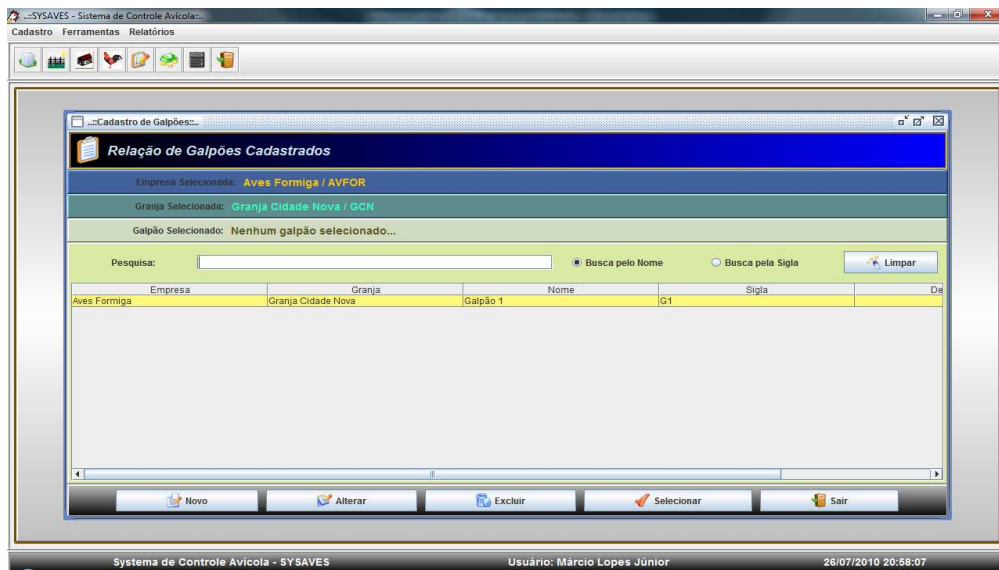 ..::SYSAVES - Sistema de Controle Avícola::..
Cadastro Ferramentas Relatórios
..::Cadastro de Galpões::..
Relação de Galpões Cadastrados
Empresa Selecionada: Aves Formiga / AVFOR
Granja Selecionada: Granja Cidade Nova / GCN
Galpão Selecionado: Nenhum galpão selecionado...
Pesquisa: Busca pelo Nome Busca pela Sigla Limpar
Empresa Granja Nome Sigla De
Aves Formiga Granja Cidade Nova Galpão 1 G1
Novo Alterar Excluir Selecionar Sair
Systema de Controle Avícola - SYSAVES Usuário: Márcio Lopes Júnior 26/07/2010 20:58:07